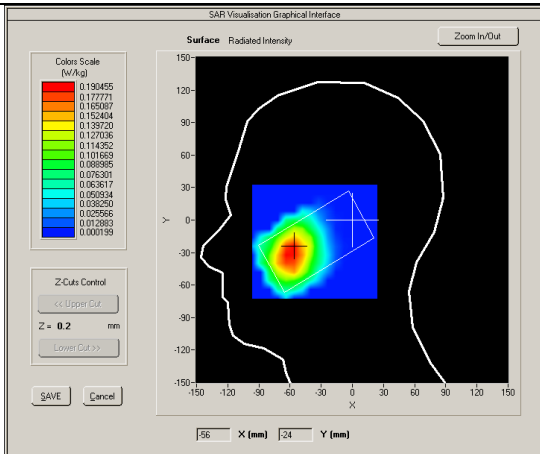 SAR Visualisation Graphical Interface
Surface Radiated Intensity
Zoom In/Out
Colors Scale
(W/kg)
0.190455
0.177771
0.165087
0.152404
0.139720
0.127036
0.114352
0.101669
0.088985
0.076301
0.063617
0.050934
0.038250
0.025566
0.012883
0.000199
Z-Cuts Control
<< Upper Cut
Z = 0.2 mm
Lower Cut >>
SAVE Cancel
150
120
90
60
30
0
-30
-60
-90
-120
-150
Y
-150 -120 -90 -60 -30 0 30 60 90 120 150
X
-56 X (mm) -24 Y (mm)